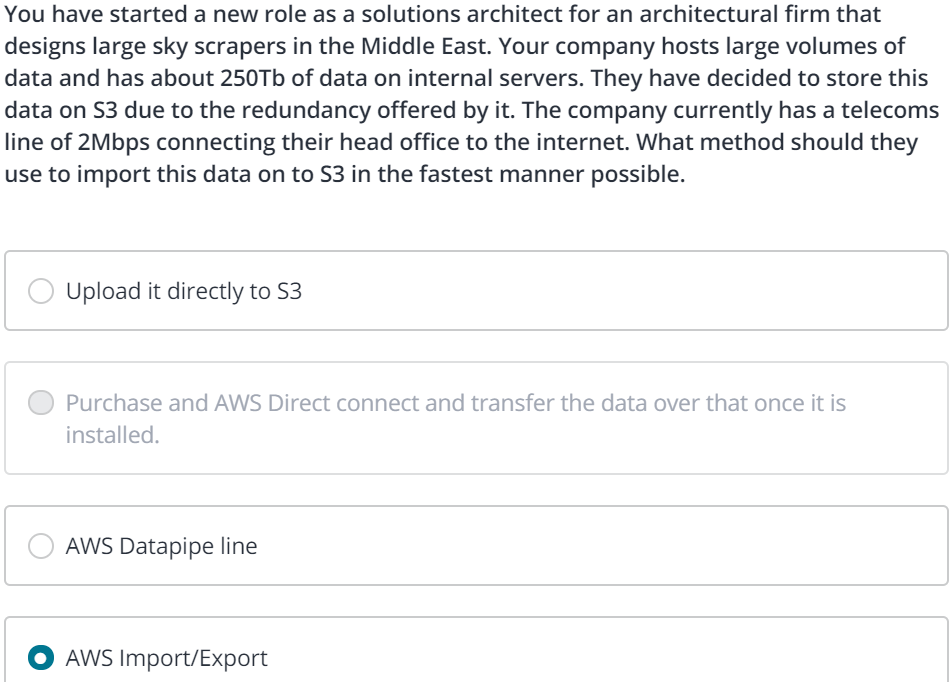 You have started a new role as a solutions architect for an architectural firm that
designs large sky scrapers in the Middle East. Your company hosts large volumes of
data and has about 250Tb of data on internal servers. They have decided to store this
data on S3 due to the redundancy offered by it. The company currently has a telecoms
line of 2Mbps connecting their head office to the internet. What method should they
use to import this data on to S3 in the fastest manner possible.
Upload it directly to S3
Purchase and AWS Direct connect and transfer the data over that once it is
installed.
AWS Datapipe line
AWS Import/Export